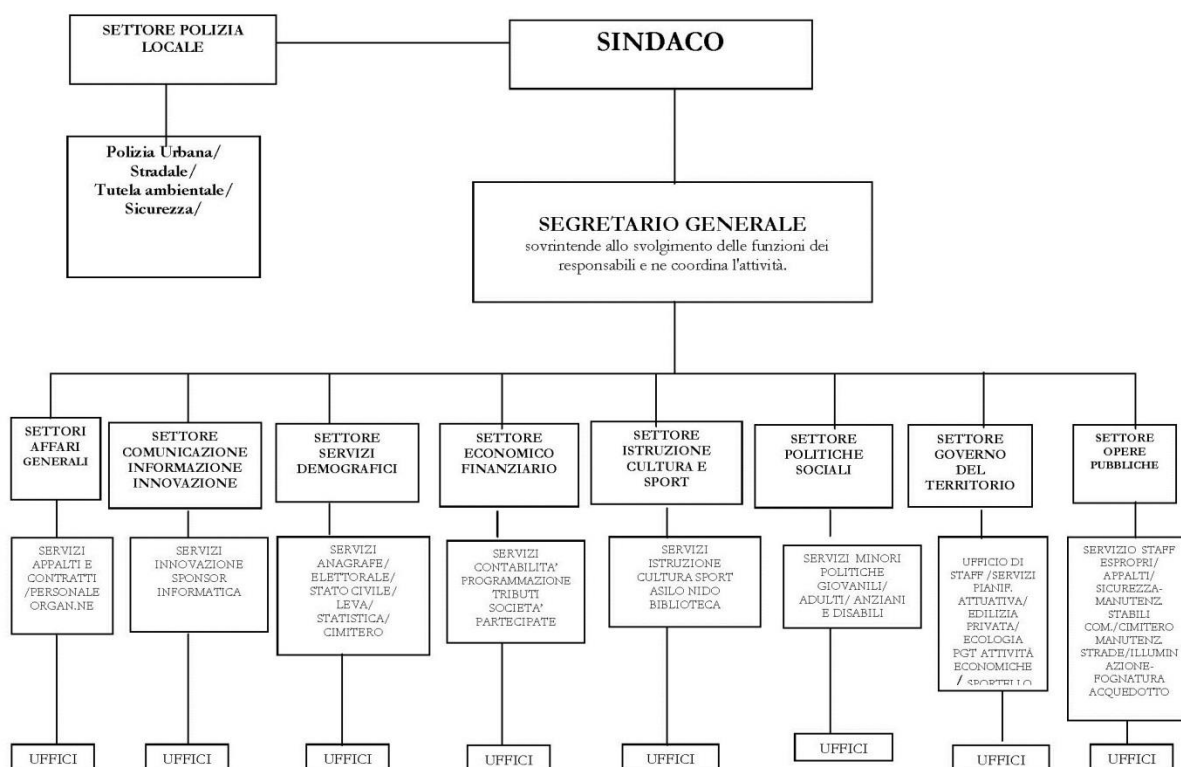 SETTORE POLIZIA
LOCALE
SINDACO
Polizia Urbana/
Stradale/
Tutela ambientale/
Sicurezza/
SEGRETARIO GENERALE
sovrintende allo svolgimento delle funzioni dei
responsabili e ne coordina l'attività.
SETTORI
AFFARI
GENERALI
SETTORE
COMUNICAZIONE
INFORMAZIONE
INNOVAZIONE
SETTORE
SERVIZI
DEMOGRAFICI
SETTORE
ECONOMICO
FINANZIARIO
SETTORE
ISTRUZIONE
CULTURA E
SPORT
SETTORE
POLITICHE
SOCIALI
SETTORE
GOVERNO
DEL
TERRITORIO
SETTORE
OPERE
PUBBLICHE
SERVIZI
APPALTI E
CONTRATTI
/PERSONALE
ORGAN.NE
SERVIZI
INNOVAZIONE
SPONSOR
INFORMATICA
SERVIZI
ANAGRAFE/
ELETTORALE/
STATO CIVILE/
LEVA/
STATISTICA/
CIMITERO
SERVIZI
CONTABILITA'
PROGRAMMAZIONE
TRIBUTI
SOCIETA'
PARTECIPATE
SERVIZI
ISTRUZIONE
CULTURA SPORT
ASILO NIDO
BIBLIOTECA
SERVIZI MINORI
POLITICHE
GIOVANILI/
ADULTI/ ANZIANI
E DISABILI
UFFICIO DI
STAFF /SERVIZI
PIANIF.
ATTUATIVA/
EDILIZIA
PRIVATA/
ECOLOGIA
PGT ATTIVITÀ
ECONOMICHE
/ SPORTELLO
SERVIZIO STAFF
ESPROPRI/
APPALTI/
SICUREZZA-
MANUTENZ.
STABILI
COM./CIMITERO
MANUTENZ.
STRADE/ILLUMIN
AZIONE-
FOGNATURA
ACQUEDOTTO
UFFICI
UFFICI
UFFICI
UFFICI
UFFICI
UFFICI
UFFICI
UFFICI